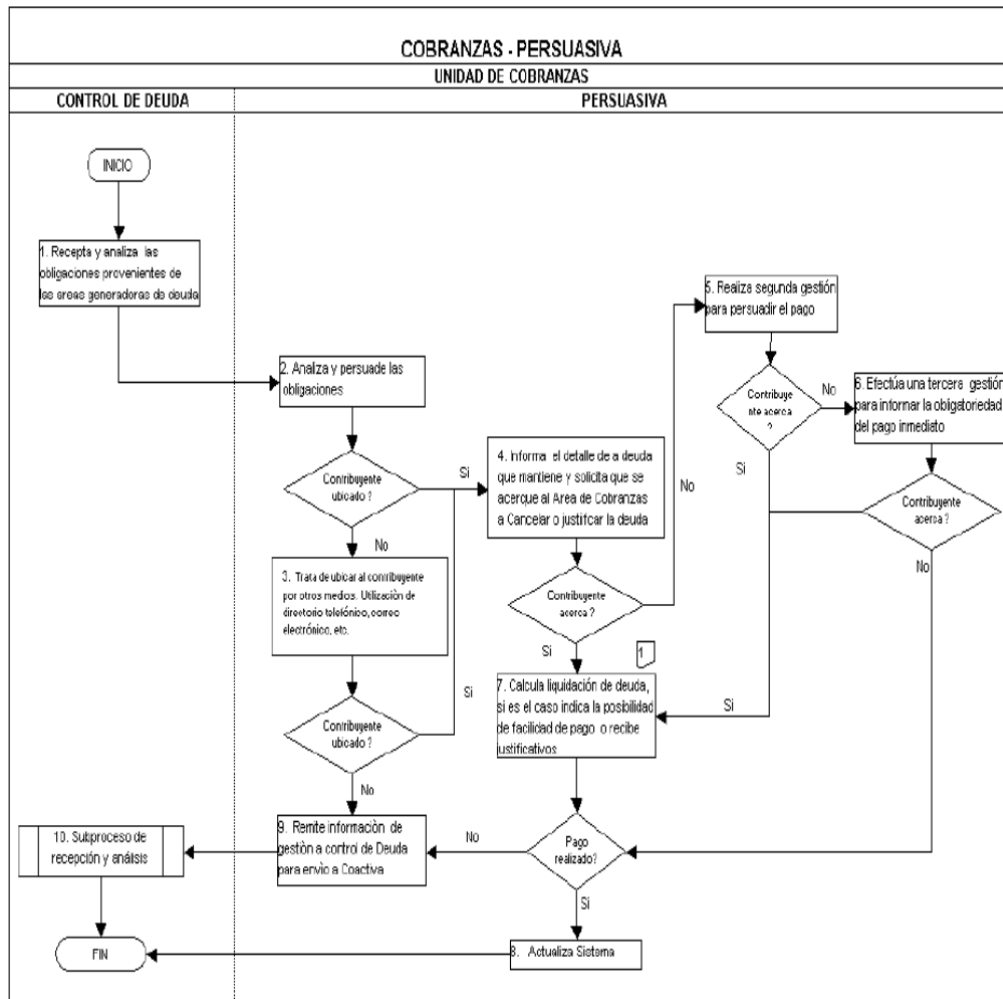 COBRANZAS - PERSUASIVA
UNIDAD DE COBRANZAS
CONTROL DE DEUDA
PERSUASIVA
INICIO
1. Recepta y analiza las
obligaciones provenientes de
las areas generadoras de deuda
2. Analiza y persuade las
obligaciones
Contribuyente
ubicado ?
Si
No
3. Trata de ubicar al contribuyente
por otros medios. Utilización de
directorio telefónico, correo
electrónico, etc.
Contribuyente
ubicado ?
Si
No
4. Informa el detalle de a deuda
que mantiene y solicita que se
acerque al Area de Cobranzas
a Cancelar o justificar la deuda
Contribuyente
acerca ?
No
Si
1
5. Realiza segunda gestión
para persuadir el pago
Contribuye
nte acerca
?
No
Si
6. Efectúa una tercera gestión
para informar la obligatoriedad
del pago inmediato
Contribuyente
acerca ?
No
Si
7. Calcula liquidación de deuda,
si es el caso indica la posibilidad
de facilidad de pago o recibe
justificativos
Pago
realizado?
No
Si
9. Remite informaciòn de
gestiòn a control de Deuda
para envìo a Coactiva
10. Subproceso de
recepción y análisis
8. Actualiza Sistema
FIN